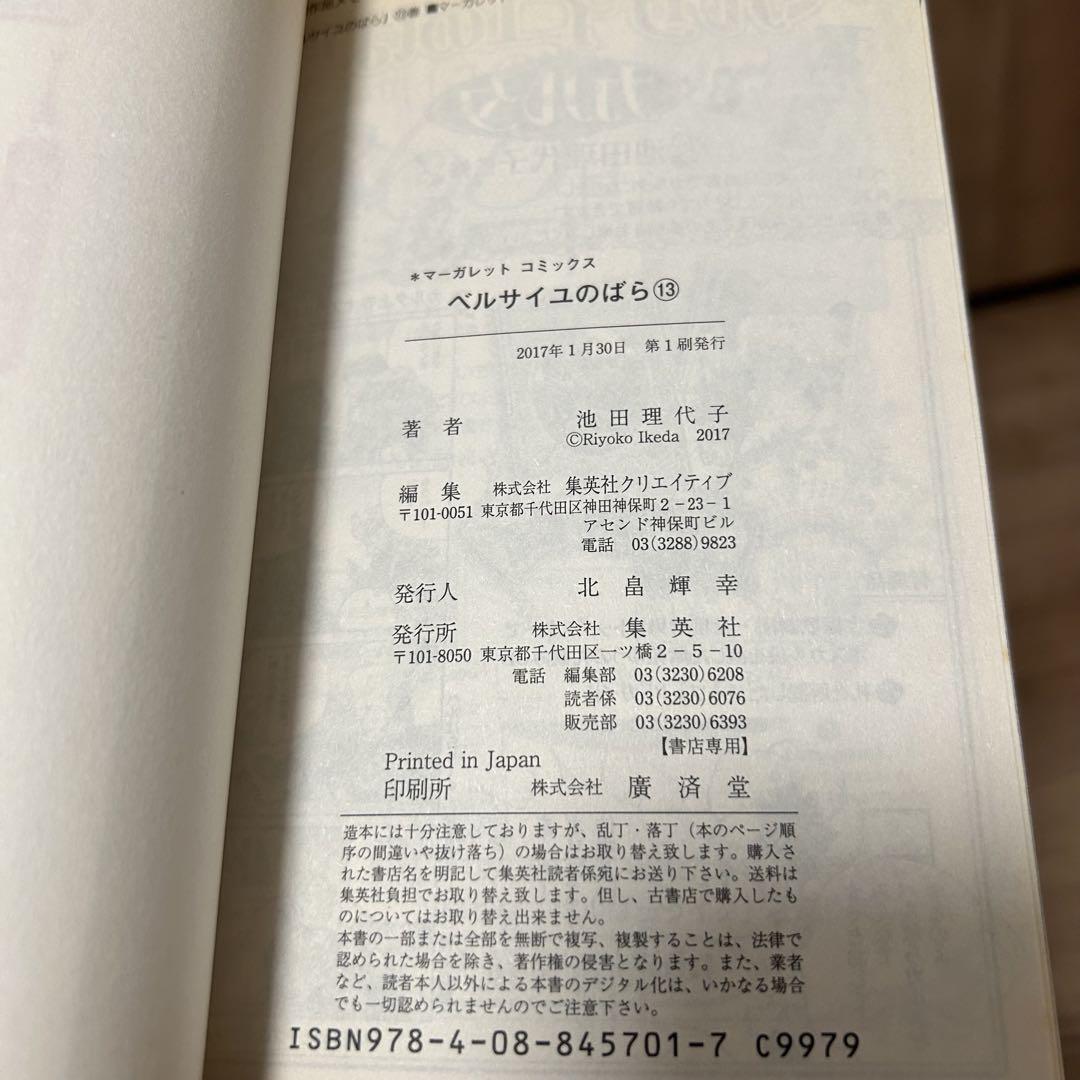 サイユのばら』⑬巻 ■マーガレット
カルタ
＊マーガレット コミックス
ベルサイユのばら⑬
2017年1月30日 第1刷発行
著者 池田理代子
©Riyoko Ikeda 2017
編集 株式会社 集英社クリエイティブ
〒101-0051 東京都千代田区神田神保町2－23－1
アセンド神保町ビル
電話 03(3288)9823
発行人 北畠輝幸
発行所 株式会社 集英社
〒101-8050 東京都千代田区一ツ橋2－5－10
電話 編集部 03(3230)6208
読者係 03(3230)6076
販売部 03(3230)6393
【書店専用】
Printed in Japan
印刷所 株式会社 廣済堂
造本には十分注意しておりますが、乱丁・落丁（本のページ順
序の間違いや抜け落ち）の場合はお取り替え致します。購入さ
れた書店名を明記して集英社読者係宛にお送り下さい。送料は
集英社負担でお取り替え致します。但し、古書店で購入したも
のについてはお取り替え出来ません。
本書の一部または全部を無断で複写、複製することは、法律で
認められた場合を除き、著作権の侵害となります。また、業者
など、読者本人以外による本書のデジタル化は、いかなる場合
でも一切認められませんのでご注意下さい。
ISBN978-4-08-845701-7 C9979